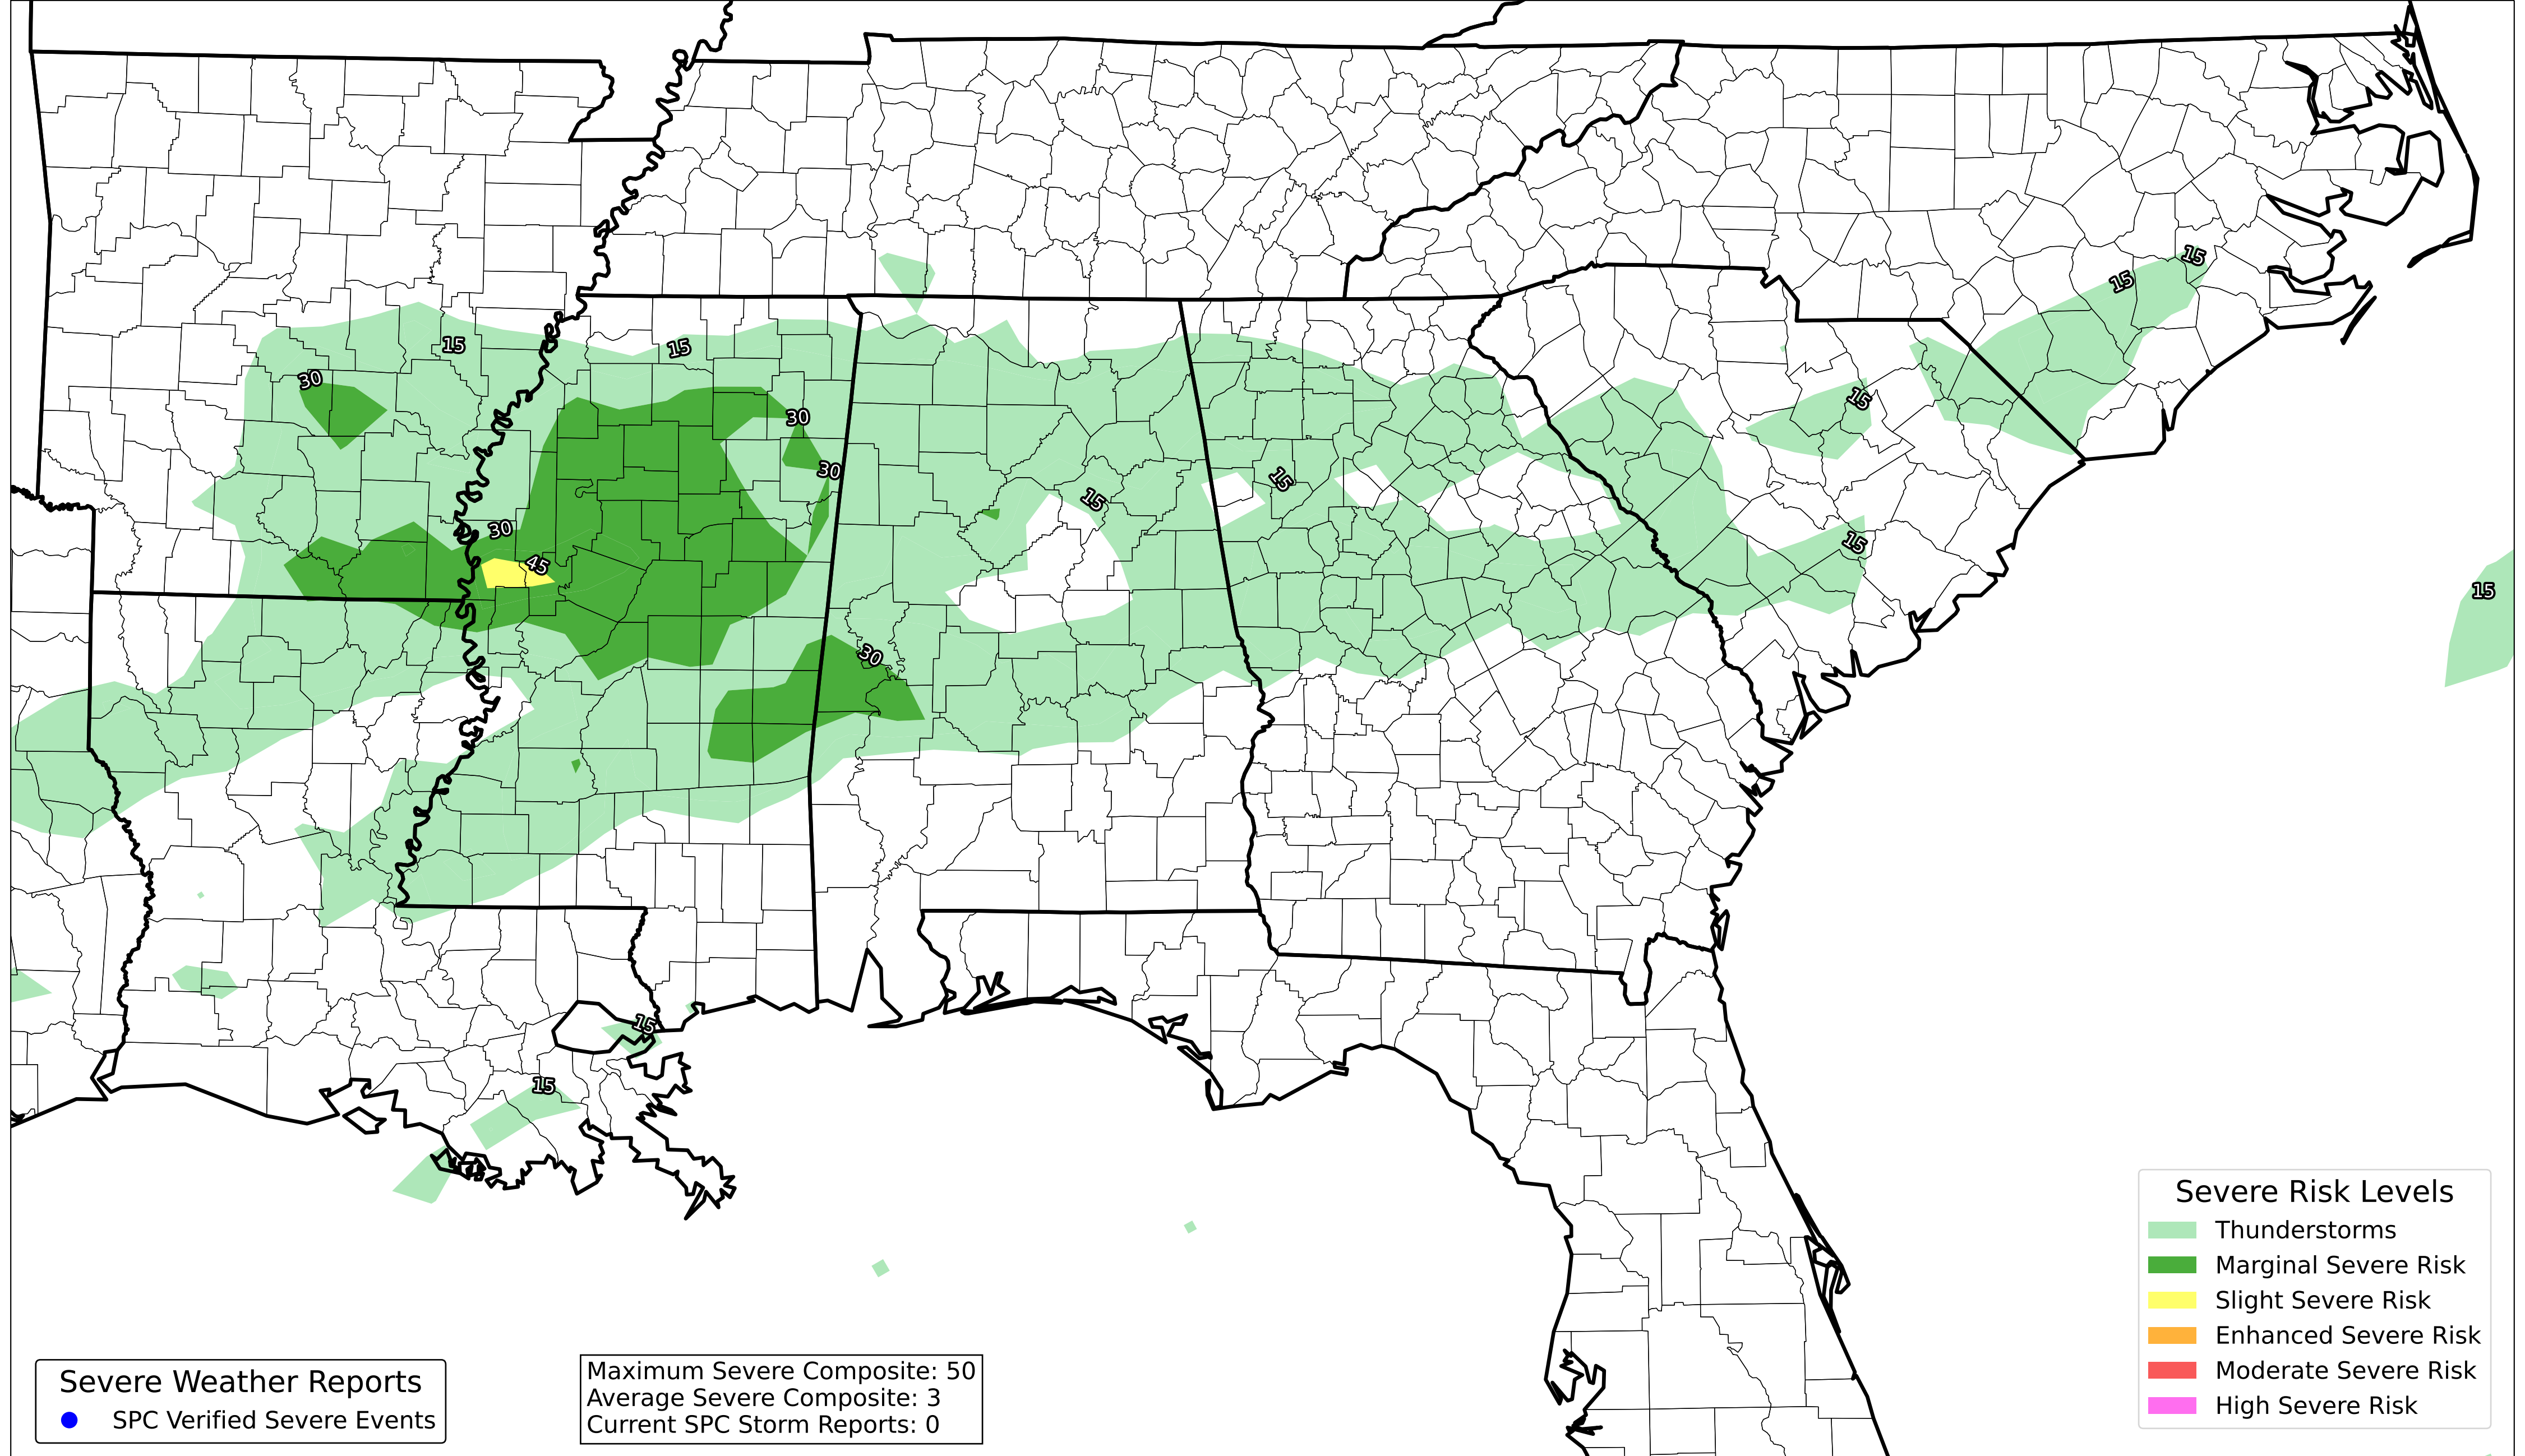 15
15
15
15
30
15
30
30
15
15
30
15
45
15
30
15
15
Severe Risk Levels
Thunderstorms
Marginal Severe Risk
Slight Severe Risk
Enhanced Severe Risk
Moderate Severe Risk
High Severe Risk
Severe Weather Reports
SPC Verified Severe Events
Maximum Severe Composite: 50
Average Severe Composite: 3
Current SPC Storm Reports: 0